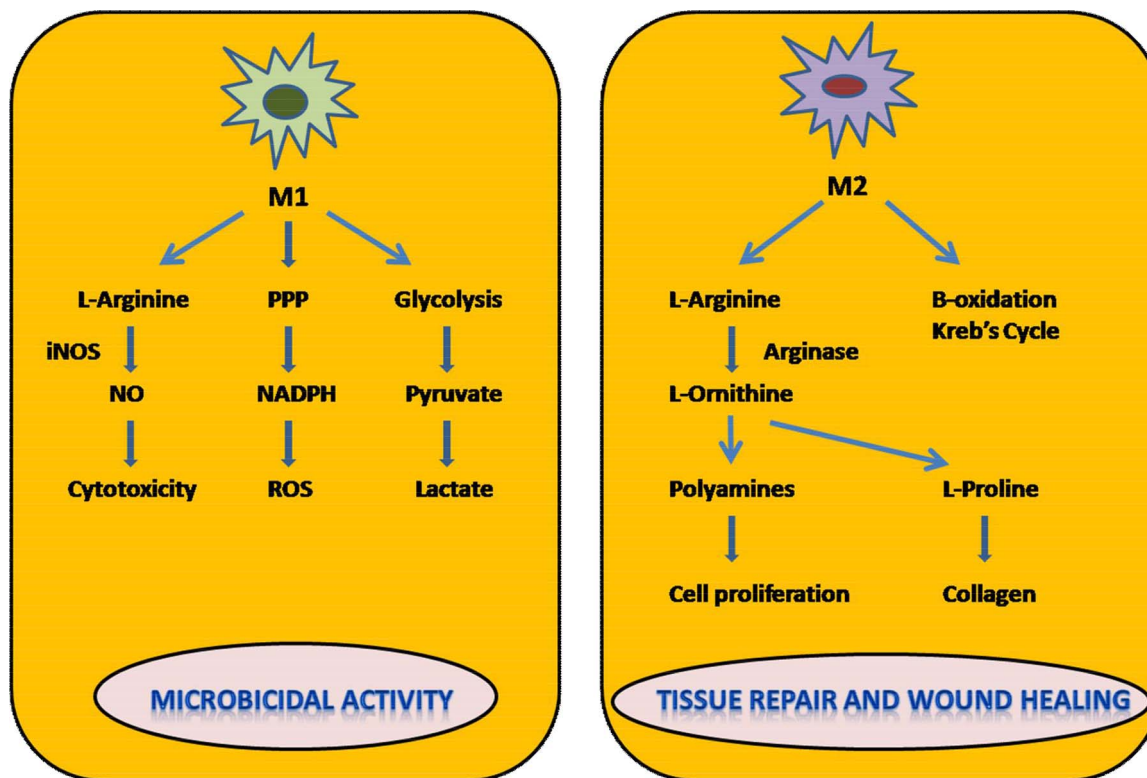 M1
L-Arginine
PPP
Glycolysis
iNOS
NO
NADPH
Pyruvate
Cytotoxicity
ROS
Lactate
MICROBICIDAL ACTIVITY
M2
L-Arginine
B-oxidation
Kreb's Cycle
Arginase
L-Ornithine
Polyamines
L-Proline
Cell proliferation
Collagen
TISSUE REPAIR AND WOUND HEALING